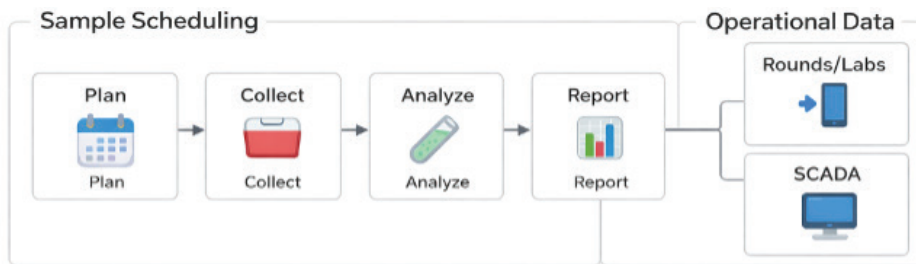 Sample Scheduling
Operational Data
Plan
Plan
Collect
Collect
Analyze
Analyze
Report
Report
Rounds/Labs
SCADA